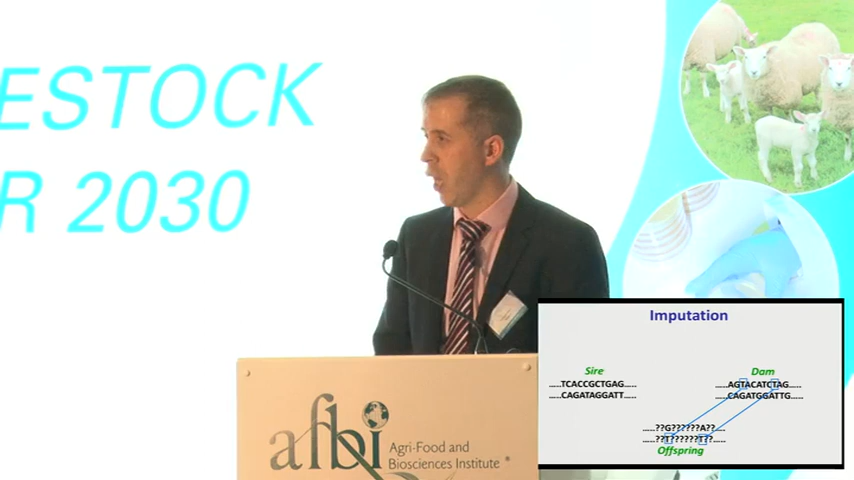 ESTOCK
R 2030
afbi
Agri-Food and
Biosciences Institute
Imputation
Sire
.....TCACCGCTGAG.....
.....CAGATAGGATT.....
Dam
.....AGTACATCTAG.....
.....CAGATGGATTG.....
.....??G??????A??.....
.....??T??????T??.....
Offspring